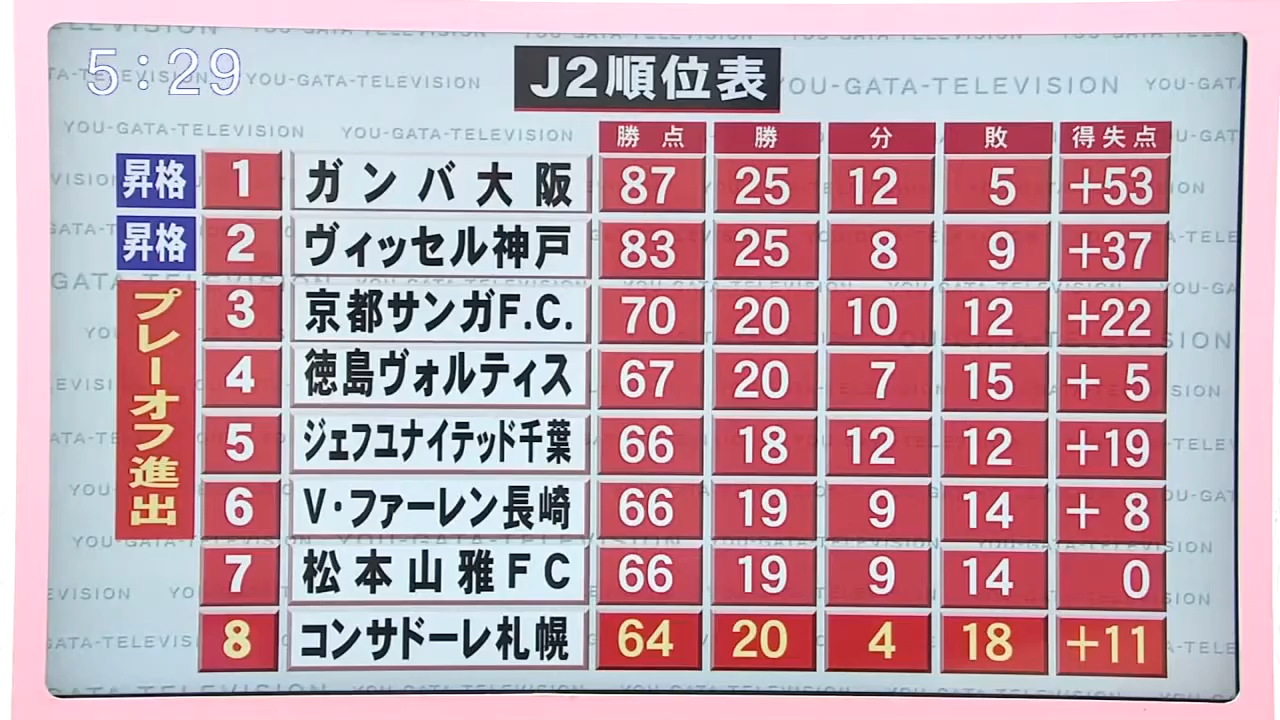 5:29
J2順位表
勝点 勝 分 敗 得失点
昇格 1 ガンバ大阪 87 25 12 5 +53
昇格 2 ヴィッセル神戸 83 25 8 9 +37
プレーオフ進出
3 京都サンガF.C. 70 20 10 12 +22
4 徳島ヴォルティス 67 20 7 15 + 5
5 ジェフユナイテッド千葉 66 18 12 12 +19
6 V・ファーレン長崎 66 19 9 14 + 8
7 松本山雅FC 66 19 9 14 0
8 コンサドーレ札幌 64 20 4 18 +11
YOU-GATA-TELEVISION